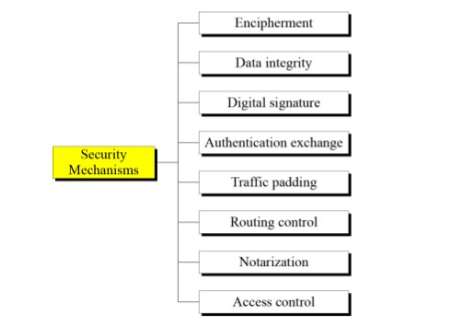 Encipherment
Data integrity
Digital signature
Authentication exchange
Security
Mechanisms
Traffic padding
Routing control
Notarization
Access control